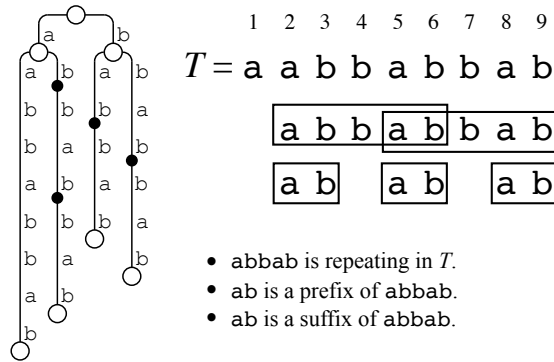 a b
a b a b
b b b a
b a b b
a b a b
b b b a
b a b
a b
b
1 2 3 4 5 6 7 8 9
T = a a b b a b b a b
a b b a b b a b
a b a b a b
• abbab is repeating in T.
• ab is a prefix of abbab.
• ab is a suffix of abbab.